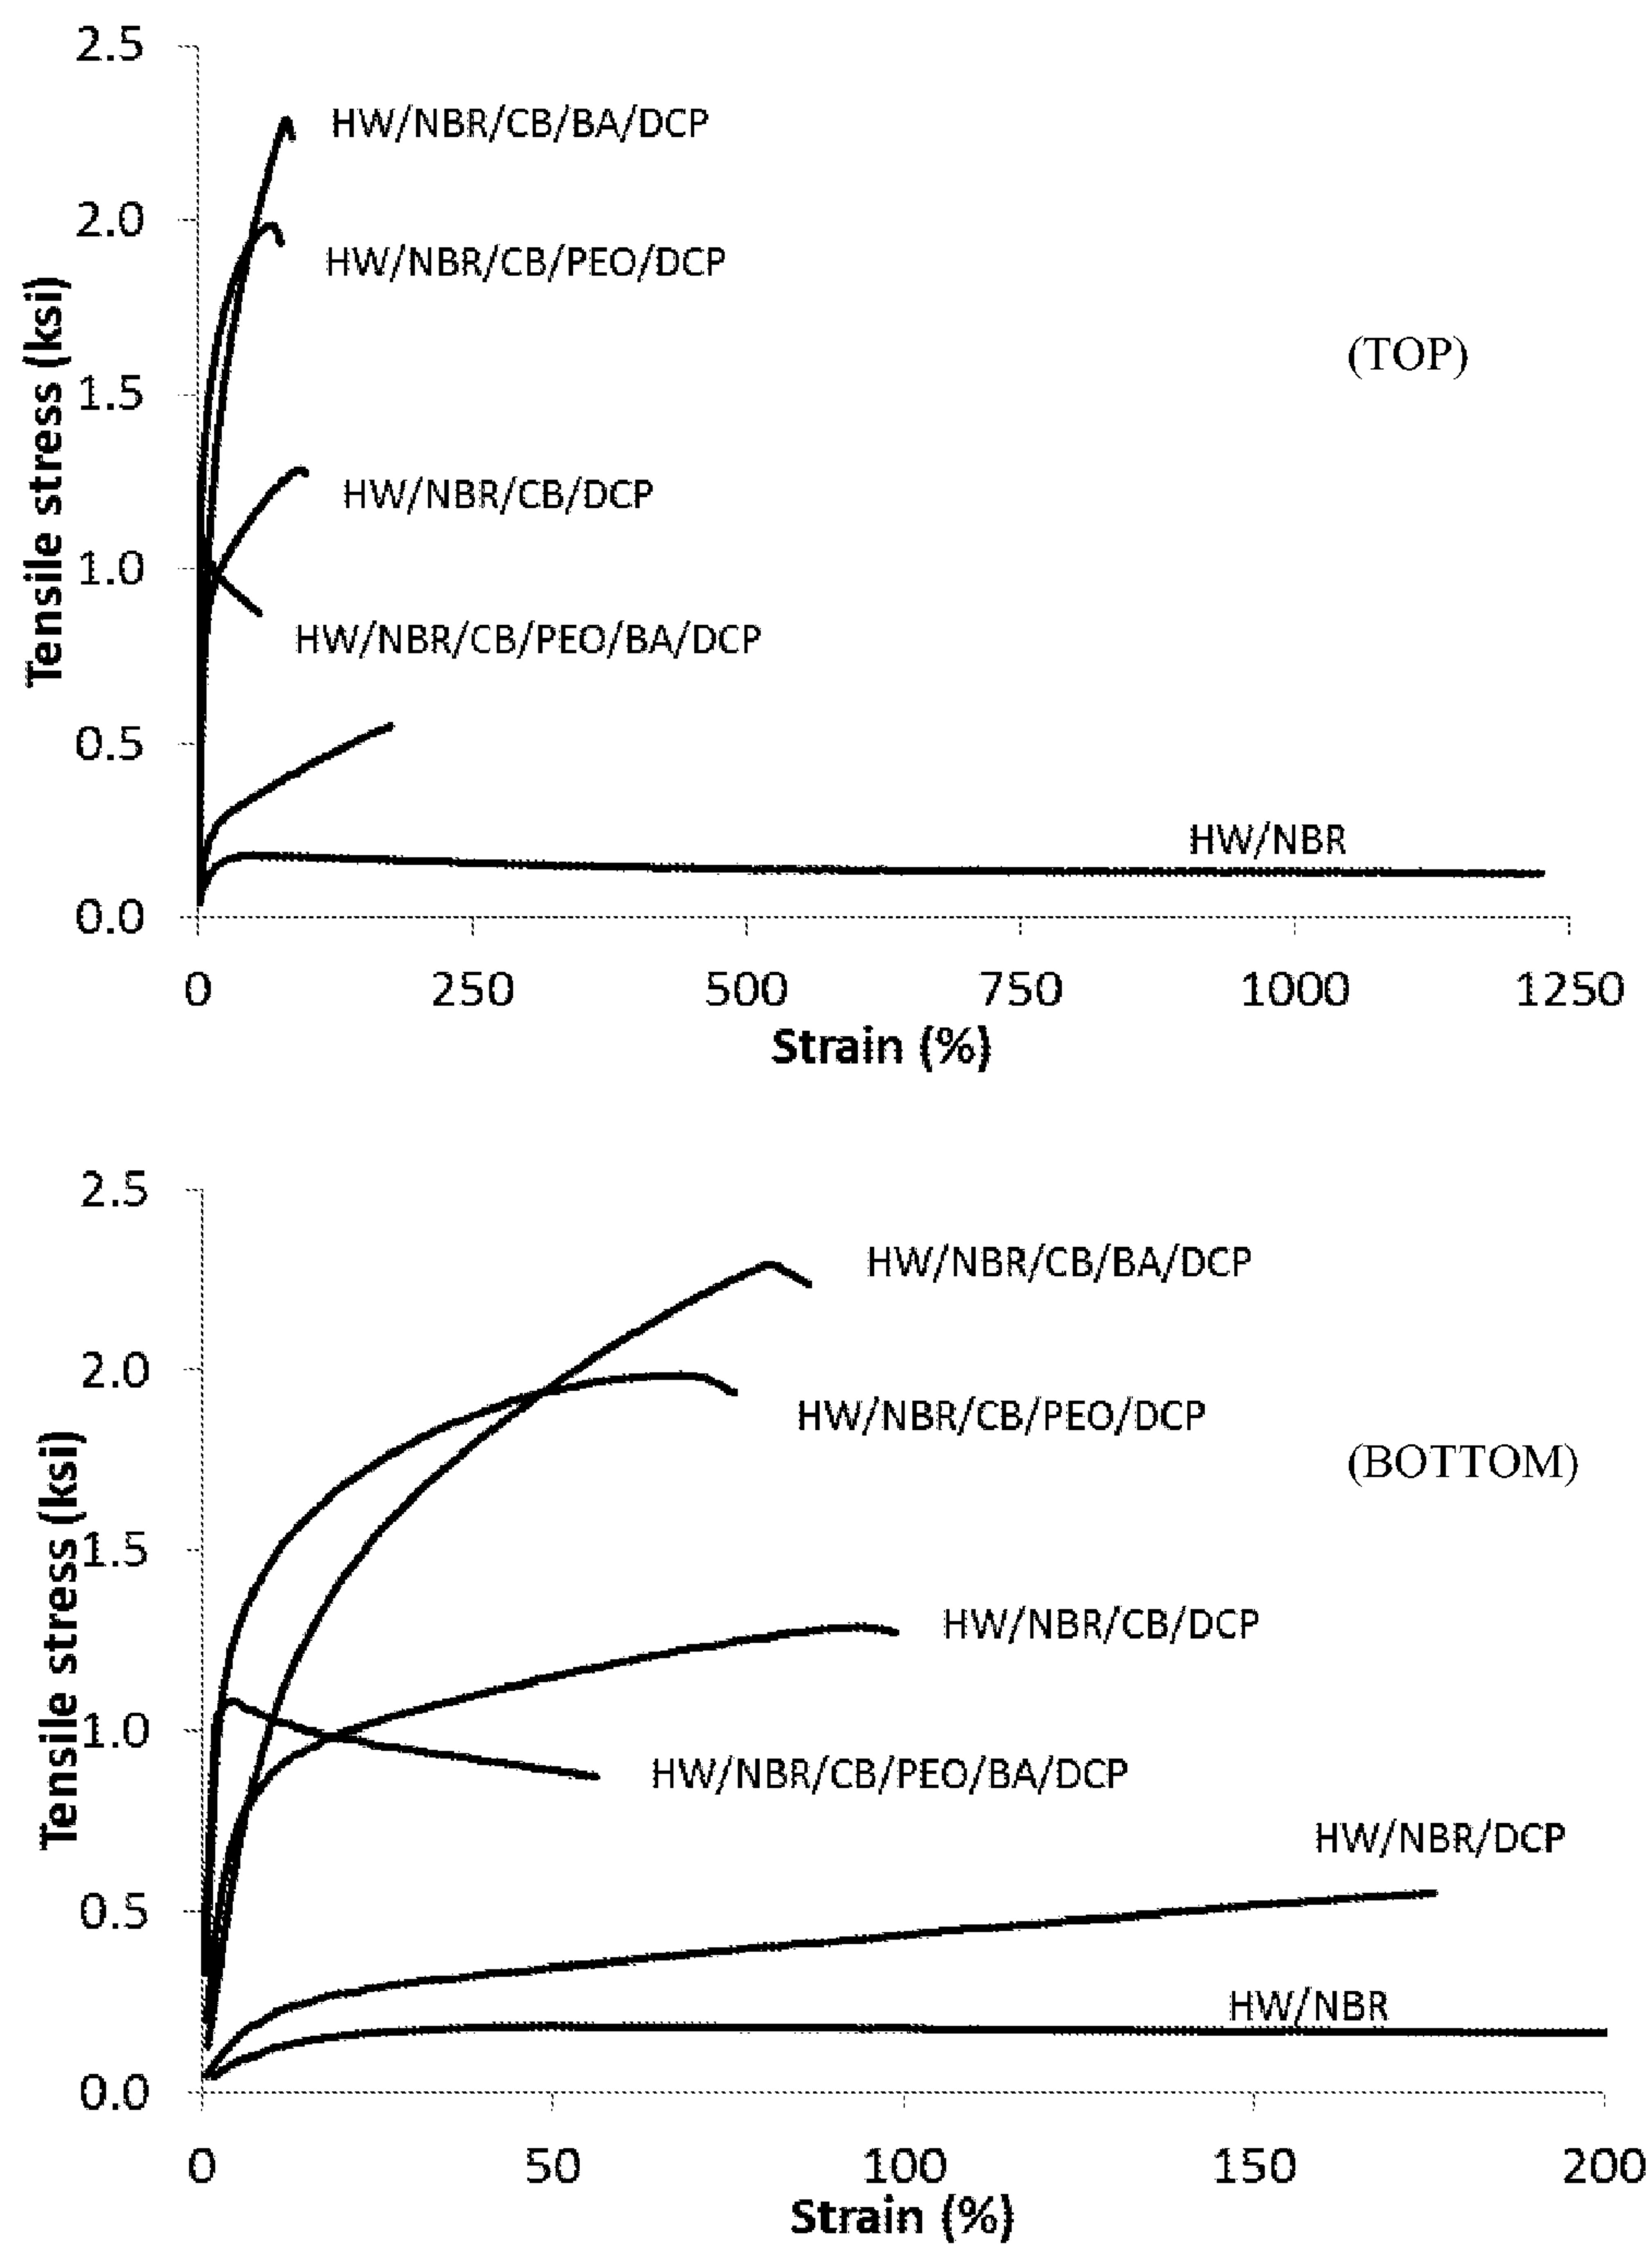 2.5
HW/NBR/CB/BA/DCP
2.0
HW/NBR/CB/PEO/DCP
(TOP)
1.5
HW/NBR/CB/DCP
1.0
HW/NBR/CB/PEO/BA/DCP
0.5
HW/NBR
0.0
Tensile stress (ksi)
0 250 500 750 1000 1250
Strain (%)
2.5
HW/NBR/CB/BA/DCP
2.0
HW/NBR/CB/PEO/DCP
(BOTTOM)
1.5
HW/NBR/CB/DCP
1.0
HW/NBR/CB/PEO/BA/DCP
HW/NBR/DCP
0.5
HW/NBR
0.0
Tensile stress (ksi)
0 50 100 150 200
Strain (%)